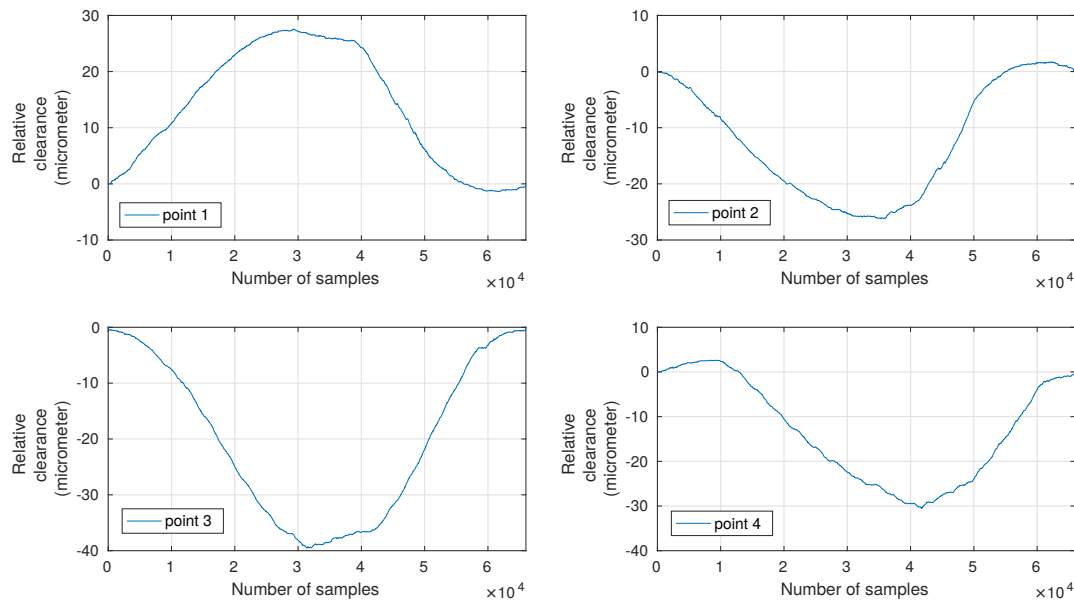 30
20
10
0
-10
Relative
clearance
(micrometer)
point 1
0 1 2 3 4 5 6
Number of samples
×10 4
10
0
-10
-20
-30
Relative
clearance
(micrometer)
point 2
0 1 2 3 4 5 6
Number of samples
×10 4
0
-10
-20
-30
-40
Relative
clearance
(micrometer)
point 3
0 1 2 3 4 5 6
Number of samples
×10 4
10
0
-10
-20
-30
-40
Relative
clearance
(micrometer)
point 4
0 1 2 3 4 5 6
Number of samples
×10 4